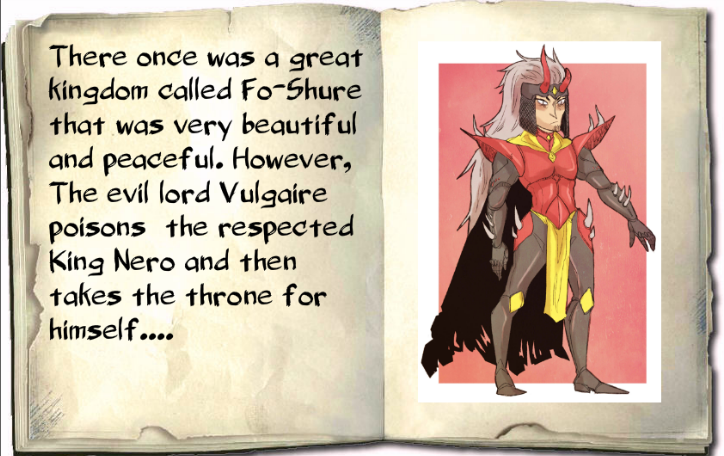 There once was a great
kingdom called Fo-Shure
that was very beautiful
and peaceful. However,
The evil lord Vulgaire
poisons the respected
King Nero and then
takes the throne for
himself....